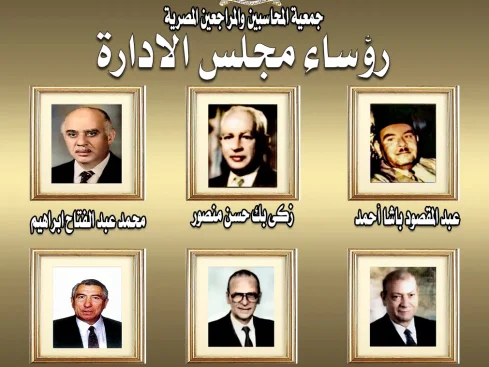 جمعية المحاسبين والمراجعين المصرية
رؤساء مجلس الادارة
عبد المقصود باشا أحمد
زكى بك حسن منصور
محمد عبد الفتاح ابراهيم